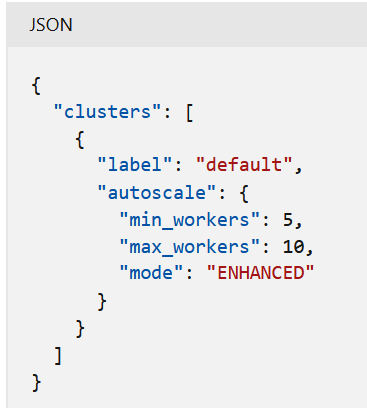 JSON
{
  "clusters": [
    {
      "label": "default",
      "autoscale": {
        "min_workers": 5,
        "max_workers": 10,
        "mode": "ENHANCED"
      }
    }
  ]
}